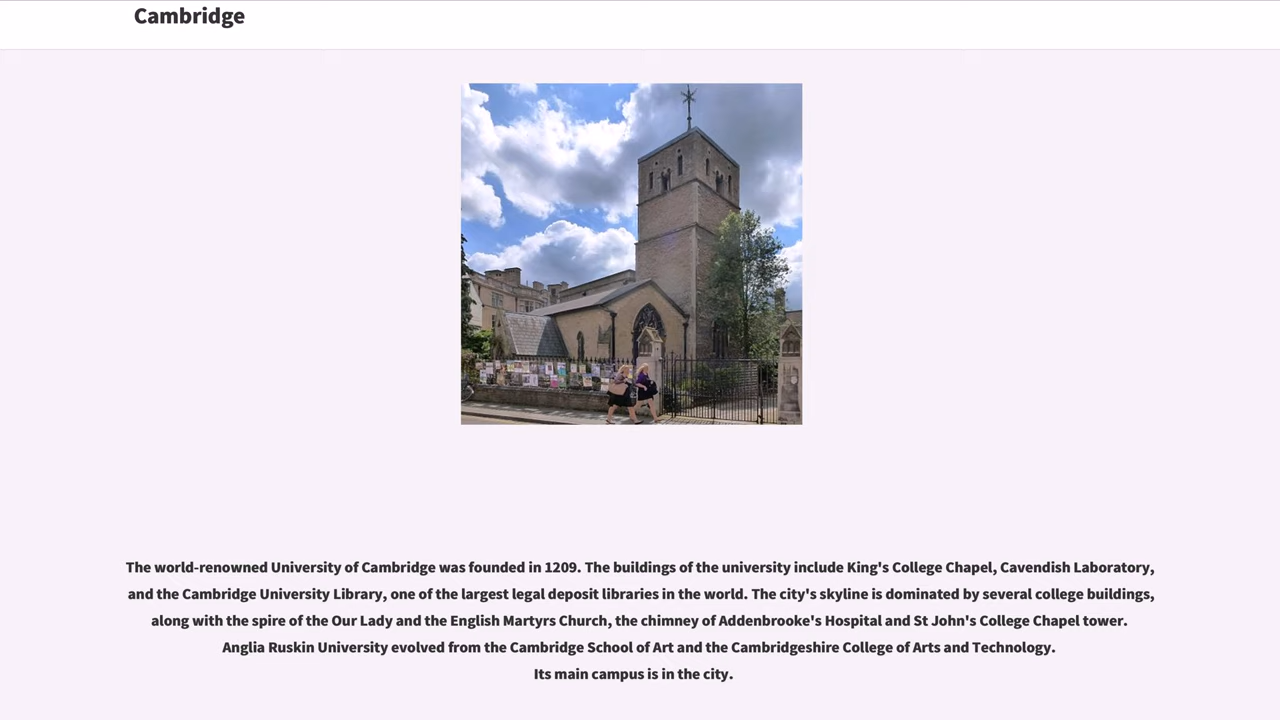 Cambridge
The world-renowned University of Cambridge was founded in 1209. The buildings of the university include King's College Chapel, Cavendish Laboratory,
and the Cambridge University Library, one of the largest legal deposit libraries in the world. The city's skyline is dominated by several college buildings,
along with the spire of the Our Lady and the English Martyrs Church, the chimney of Addenbrooke's Hospital and St John's College Chapel tower.
Anglia Ruskin University evolved from the Cambridge School of Art and the Cambridgeshire College of Arts and Technology.
Its main campus is in the city.